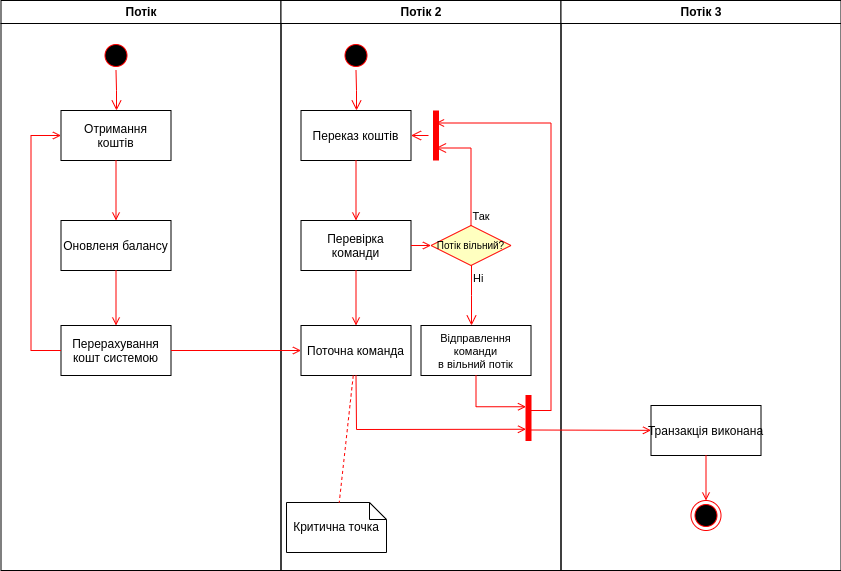 Потік
Потік 2
Потік 3
Отримання
коштів
Переказ коштів
Так
Оновленя балансу
Перевірка
команди
Потік вільний?
Ні
Перерахування
кошт системою
Поточна команда
Відправлення
команди
в вільний потік
Транзакція виконана
Критична точка